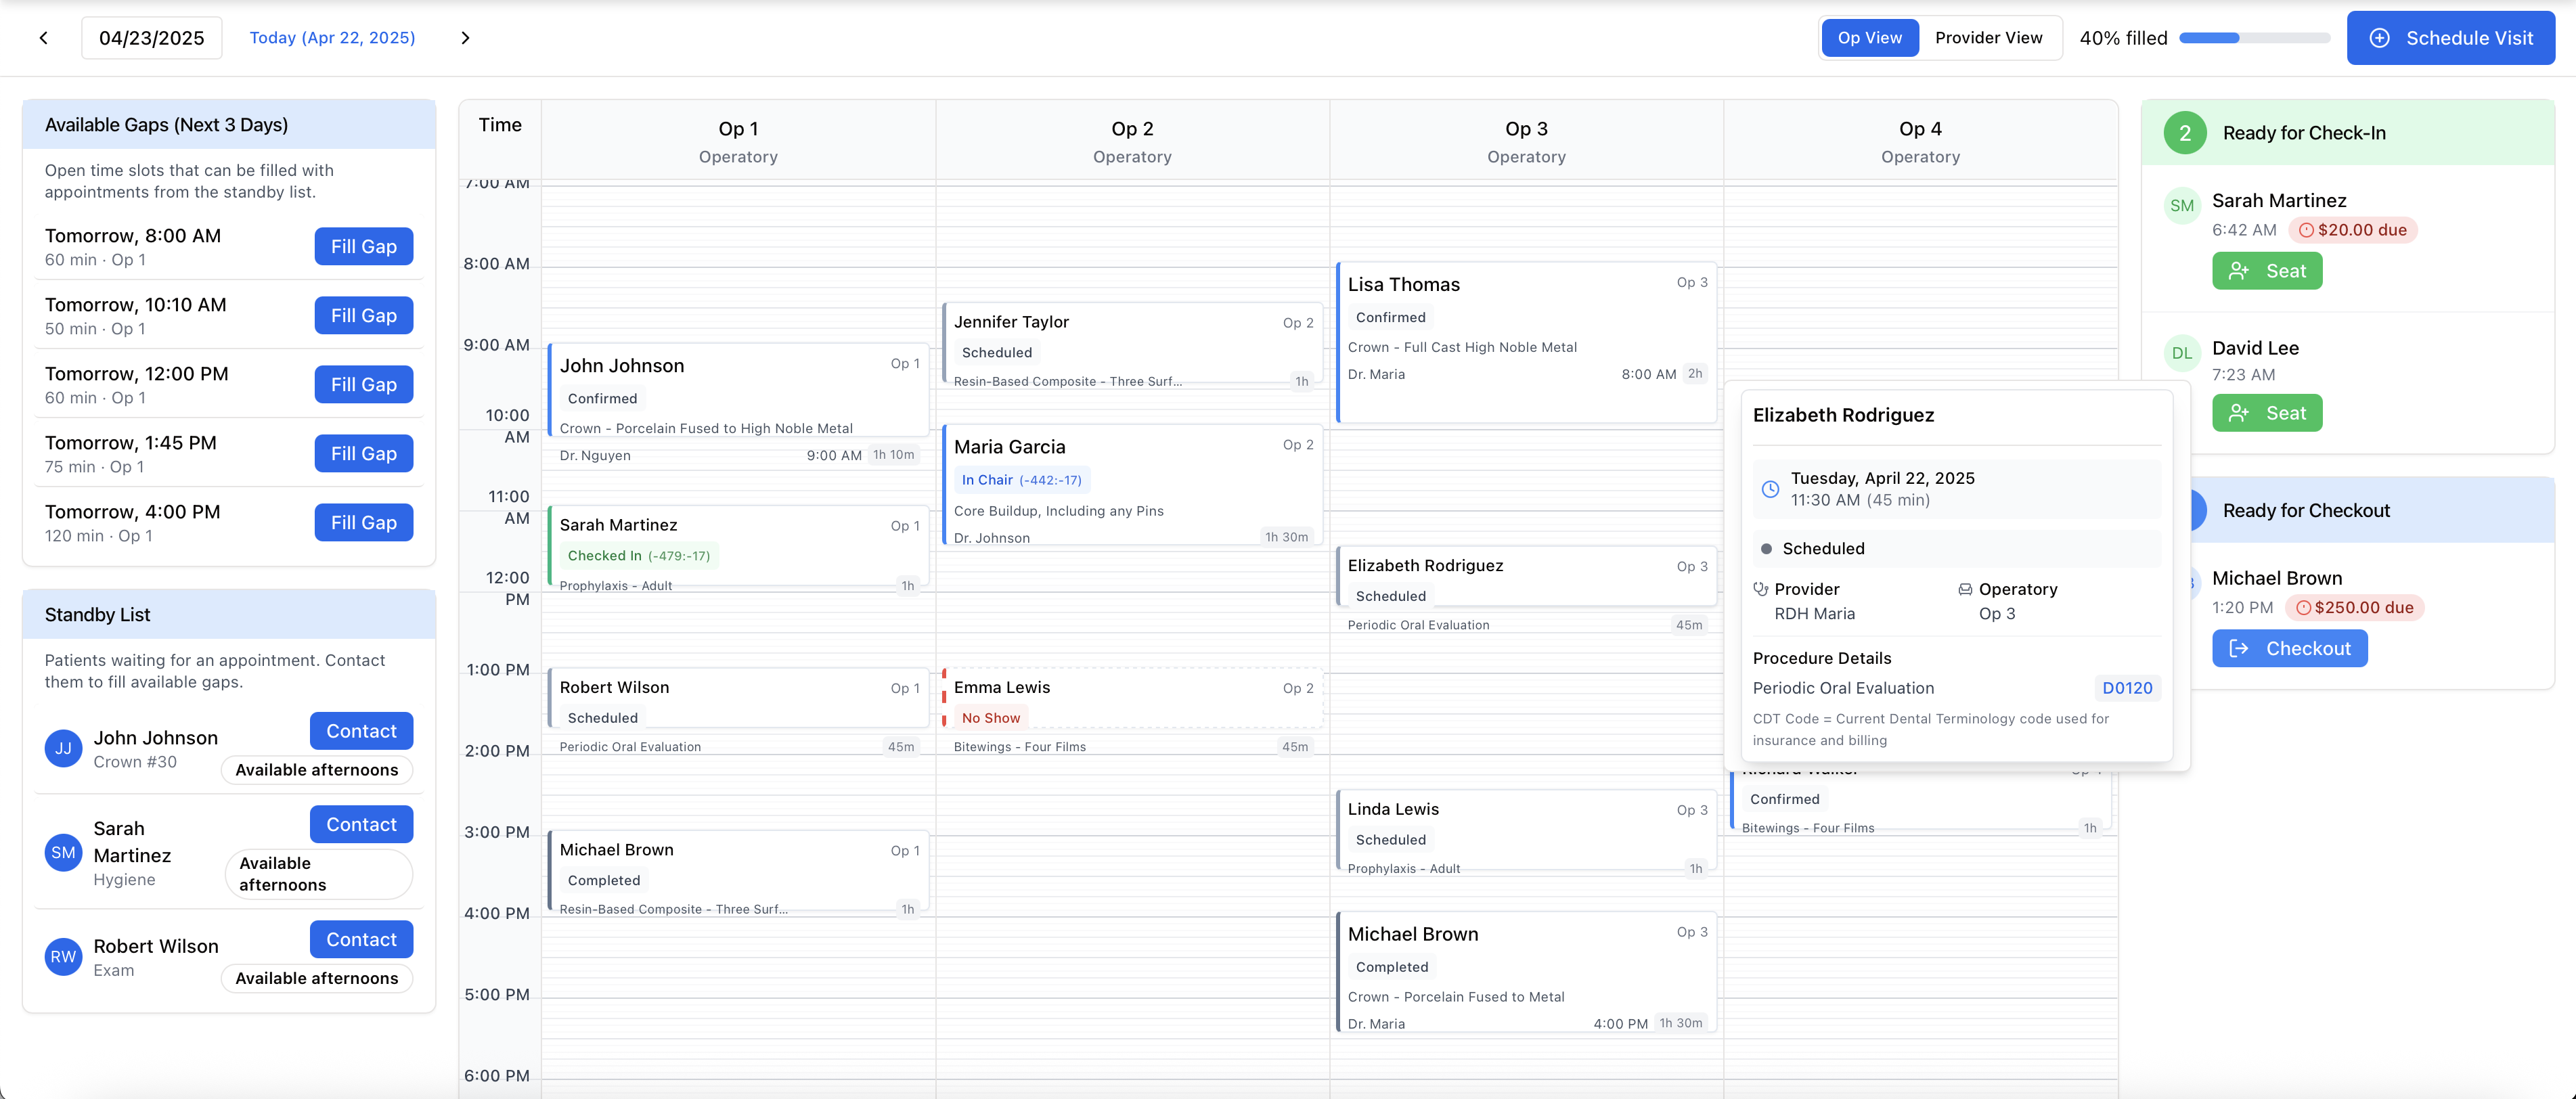 04/23/2025
Today (Apr 22, 2025)
Op View
Provider View
40% filled
Schedule Visit
Available Gaps (Next 3 Days)
Open time slots that can be filled with
appointments from the standby list.
Tomorrow, 8:00 AM
60 min · Op 1
Fill Gap
Tomorrow, 10:10 AM
50 min · Op 1
Fill Gap
Tomorrow, 12:00 PM
60 min · Op 1
Fill Gap
Tomorrow, 1:45 PM
75 min · Op 1
Fill Gap
Tomorrow, 4:00 PM
120 min · Op 1
Fill Gap
Standby List
Patients waiting for an appointment. Contact
them to fill available gaps.
JJ
John Johnson
Crown #30
Contact
Available afternoons
SM
Sarah
Martinez
Hygiene
Contact
Available
afternoons
RW
Robert Wilson
Exam
Contact
Available afternoons
Time
7:00 AM
8:00 AM
9:00 AM
10:00
AM
11:00
AM
12:00
PM
1:00 PM
2:00 PM
3:00 PM
4:00 PM
5:00 PM
6:00 PM
Op 1
Operatory
John Johnson
Op 1
Confirmed
Crown - Porcelain Fused to High Noble Metal
Dr. Nguyen
9:00 AM 1h 10m
Sarah Martinez
Op 1
Checked In (-479:-17)
Prophylaxis - Adult
1h
Robert Wilson
Op 1
Scheduled
Periodic Oral Evaluation
45m
Michael Brown
Op 1
Completed
Resin-Based Composite - Three Surf...
1h
Op 2
Operatory
Jennifer Taylor
Op 2
Scheduled
Resin-Based Composite - Three Surf...
1h
Maria Garcia
Op 2
In Chair (-442:-17)
Core Buildup, Including any Pins
Dr. Johnson
1h 30m
Emma Lewis
Op 2
No Show
Bitewings - Four Films
45m
Op 3
Operatory
Lisa Thomas
Op 3
Confirmed
Crown - Full Cast High Noble Metal
Dr. Maria
8:00 AM 2h
Elizabeth Rodriguez
Op 3
Scheduled
Periodic Oral Evaluation
45m
Linda Lewis
Op 3
Scheduled
Prophylaxis - Adult
1h
Michael Brown
Op 3
Completed
Crown - Porcelain Fused to Metal
Dr. Maria
4:00 PM 1h 30m
Op 4
Operatory
Elizabeth Rodriguez
Tuesday, April 22, 2025
11:30 AM (45 min)
Scheduled
Provider
RDH Maria
Operatory
Op 3
Procedure Details
Periodic Oral Evaluation
D0120
CDT Code = Current Dental Terminology code used for
insurance and billing
Richard Walker
Confirmed
Bitewings - Four Films
1h
2
Ready for Check-In
SM
Sarah Martinez
6:42 AM
$20.00 due
Seat
DL
David Lee
7:23 AM
Seat
Ready for Checkout
Michael Brown
1:20 PM
$250.00 due
Checkout